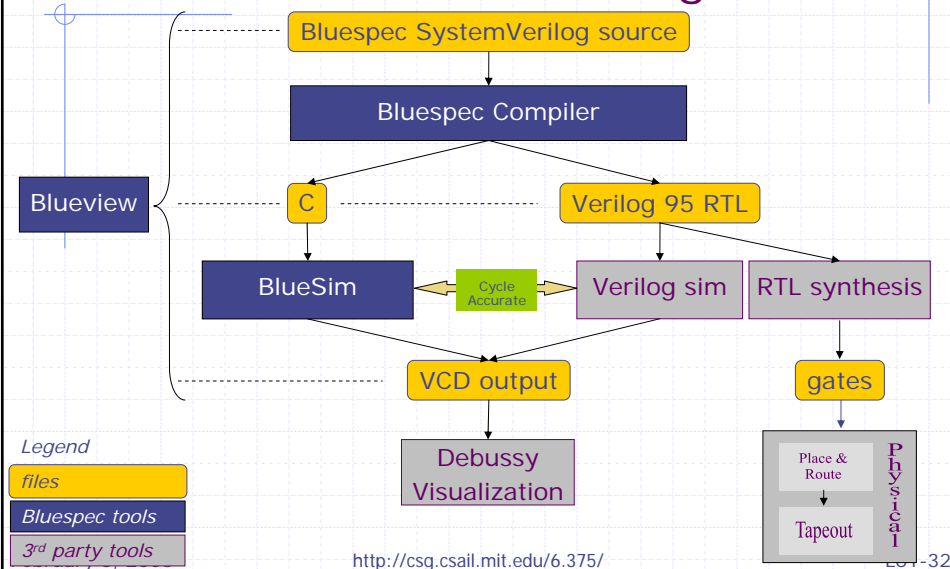 Bluespec SystemVerilog source
Bluespec Compiler
Blueview
C
Verilog 95 RTL
BlueSim
Cycle
Accurate
Verilog sim
RTL synthesis
VCD output
gates
Legend
files
Bluespec tools
3rd party tools
Debussy
Visualization
Place &
Route
Tapeout
Physical
http://csg.csail.mit.edu/6.375/